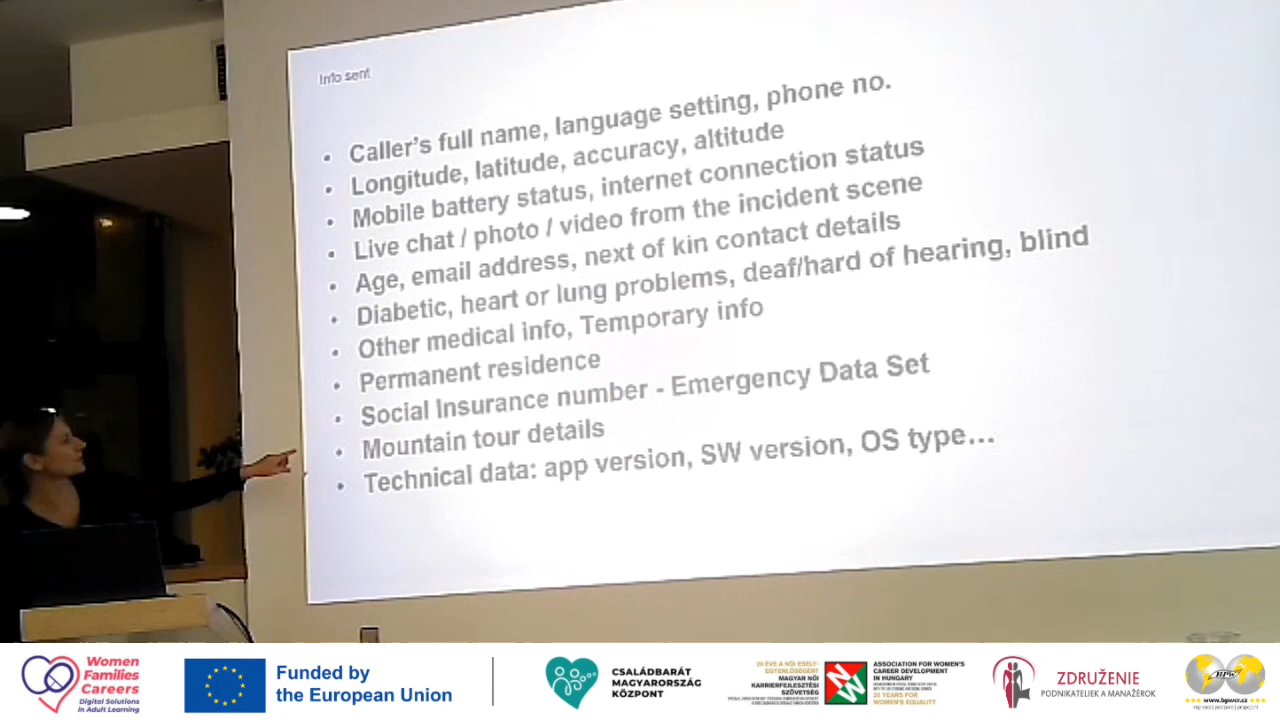 Info sent
• Caller's full name, language setting, phone no.
• Longitude, latitude, accuracy, altitude
• Mobile battery status, internet connection status
• Live chat / photo / video from the incident scene
• Age, email address, next of kin contact details
• Diabetic, heart or lung problems, deaf/hard of hearing, blind
• Other medical info, Temporary info
• Permanent residence
• Social Insurance number - Emergency Data Set
• Mountain tour details
• Technical data: app version, SW version, OS type...
Women
Families
Careers
Digital Solutions
in Adult Learning
Funded by
the European Union
CSALÁDBARÁT
MAGYARORSZÁG
KÖZPONT
20 ÉVE A NŐI ESÉLY-
EGYENLŐSÉGÉRT
MAGYAR NŐI
KARRIERFEJLESZTÉSI
SZÖVETSÉG
ASSOCIATION FOR WOMEN'S
CAREER DEVELOPMENT
IN HUNGARY
20 YEARS FOR
WOMEN'S EQUALITY
ZDRUŽENIE
PODNIKATELIEK A MANAŽÉROK
BPW
www.bpwcr.cz